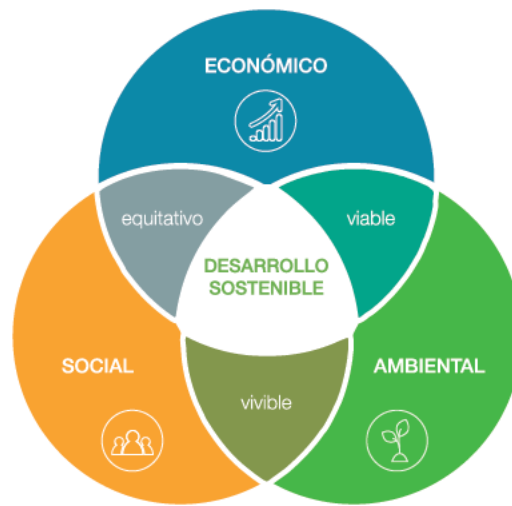 ECONÓMICO
equitativo
viable
DESARROLLO
SOSTENIBLE
SOCIAL
AMBIENTAL
vivible